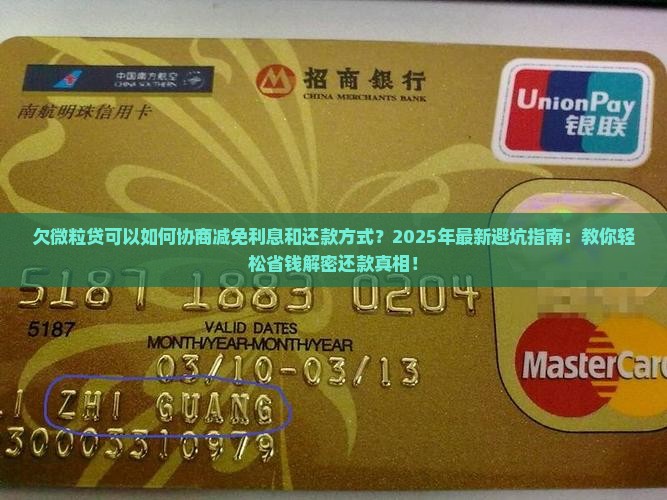 中国南方航空
CHINA SOUTHERN
招商銀行
CHINA MERCHANTS BANK
南航明珠信用卡
UnionPay
银联
欠微粒贷可以如何协商减免利息和还款方式？2025年最新避坑指南：教你轻
松省钱解密还款真相！
5187 1883 0204
5187
VALID DATES
MONTH/YEAR-MONTH/YEAR
03/10-03/13
MasterCard
LI ZHI GUANG
30003310979